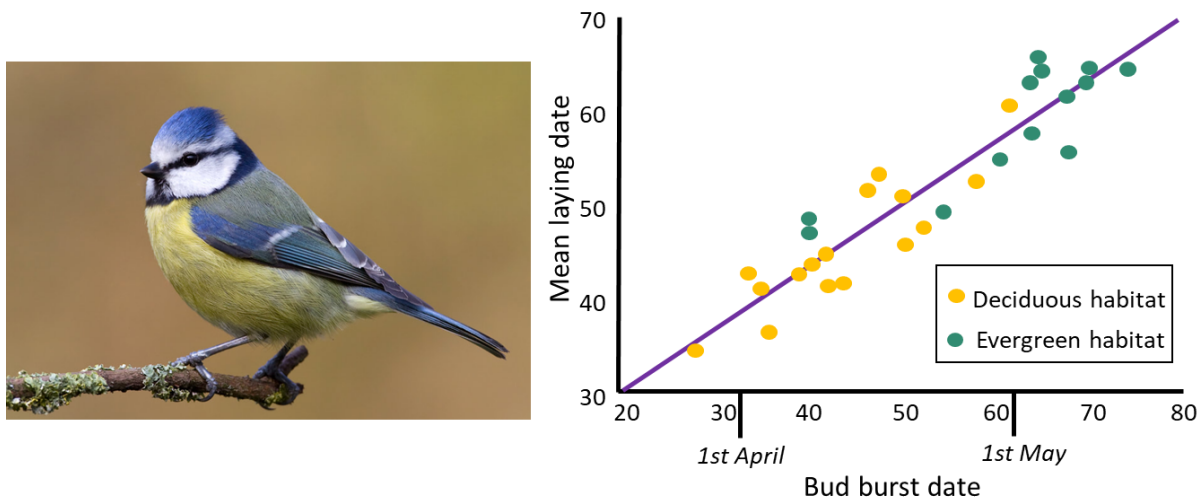 70
60
50
40
30
Mean laying date
20 30 40 50 60 70 80
1st April 1st May
Bud burst date
Deciduous habitat
Evergreen habitat